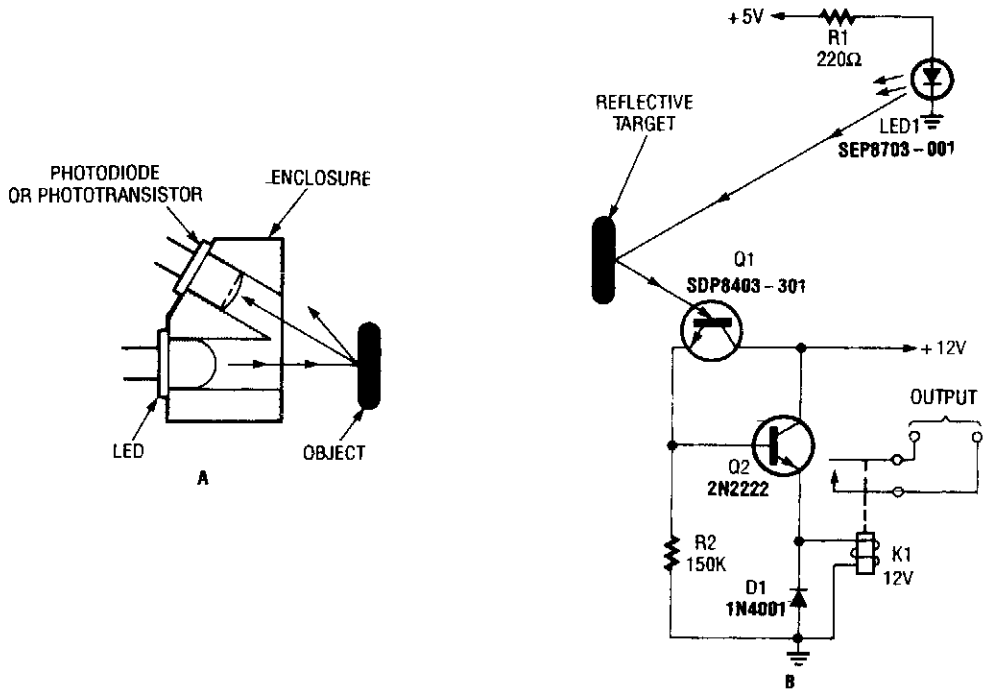 PHOTODIODE
OR PHOTOTRANSISTOR
ENCLOSURE
LED
OBJECT
A
+5V
R1
220Ω
REFLECTIVE
TARGET
LED1
SEP8703-001
Q1
SDP8403-301
+12V
OUTPUT
Q2
2N2222
R2
150K
K1
12V
D1
1N4001
B